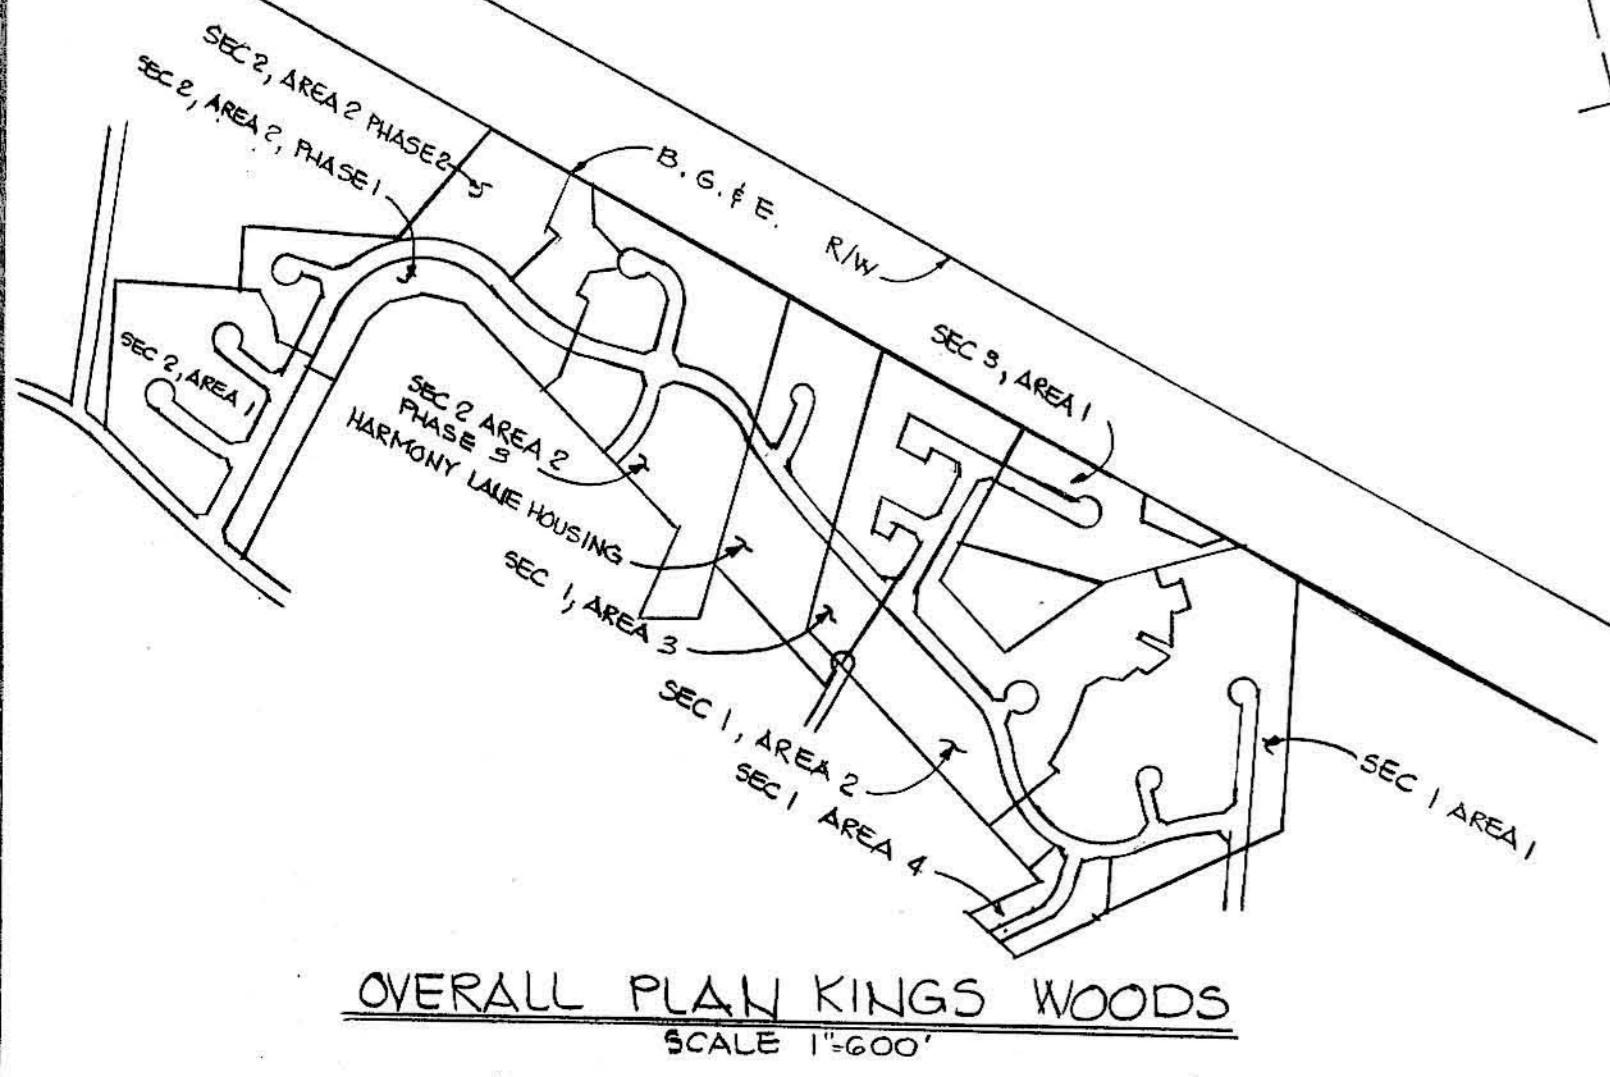 SEC 2, AREA 2 PHASE 2
SEC 2, AREA 2, PHASE 1
B. G. & E. R/W
SEC 3, AREA 1
SEC 2, AREA 1
SEC 2 AREA 2
PHASE 3
HARMONY LANE HOUSING
SEC 1, AREA 3
SEC 1, AREA 2
SEC 1 AREA 4
SEC 1 AREA 1
OVERALL PLAN KINGS WOODS
SCALE 1"=600'